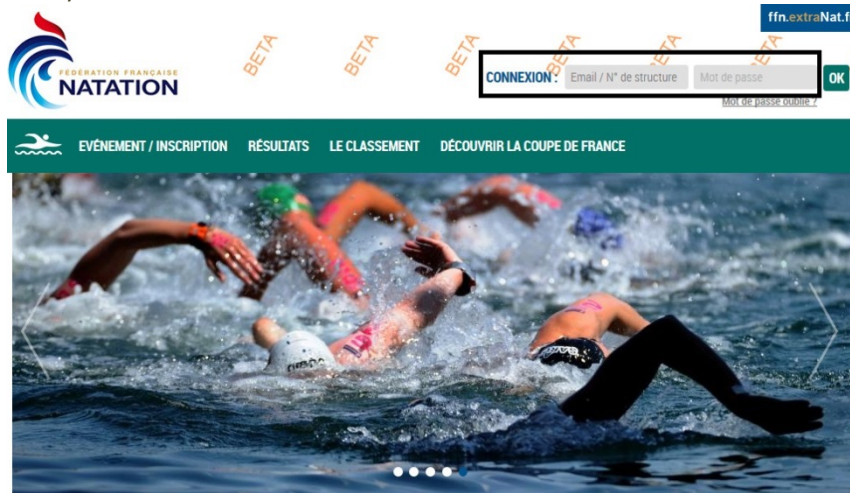 ffn.extraNat.f
BETA BETA BETA BETA BETA BETA
FÉDÉRATION FRANÇAISE
NATATION
CONNEXION : Email / N° de structure Mot de passe OK
Mot de passe oublié ?
EVÉNEMENT / INSCRIPTION RÉSULTATS LE CLASSEMENT DÉCOUVRIR LA COUPE DE FRANCE